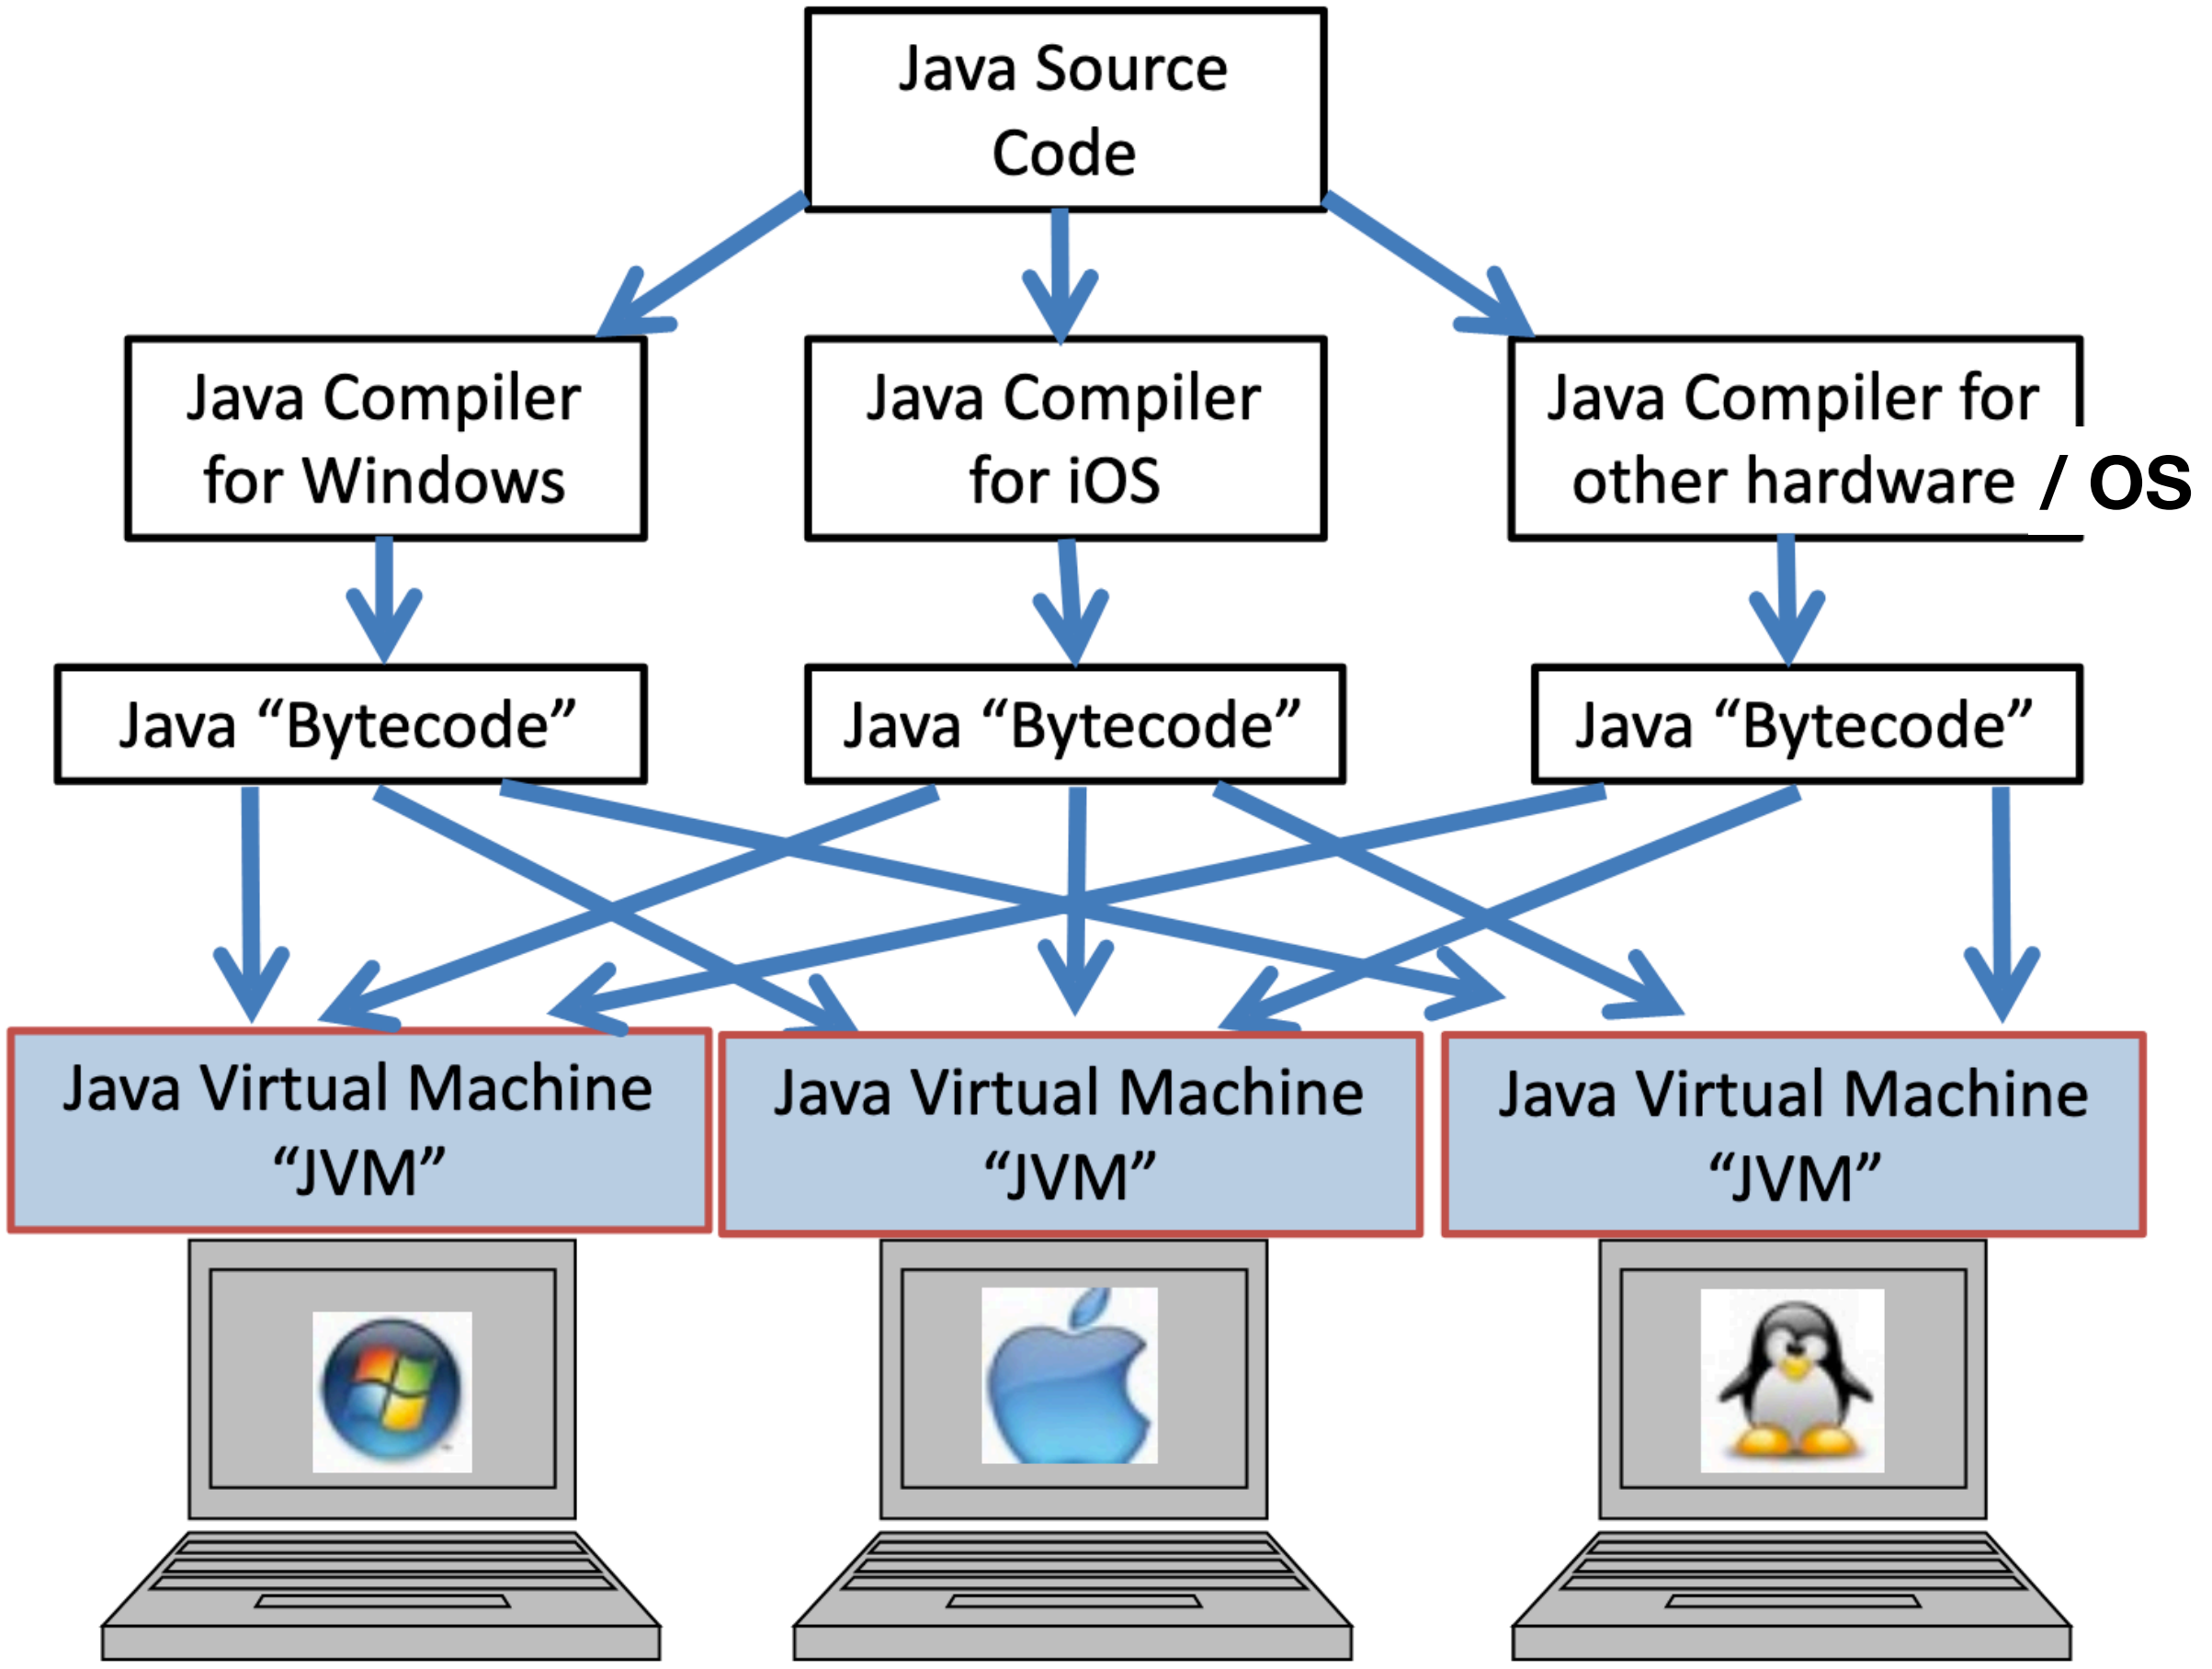 Java Source
Code
Java Compiler
for Windows
Java Compiler
for iOS
Java Compiler for
other hardware / OS
Java “Bytecode”
Java “Bytecode”
Java “Bytecode”
Java Virtual Machine
“JVM”
Java Virtual Machine
“JVM”
Java Virtual Machine
“JVM”